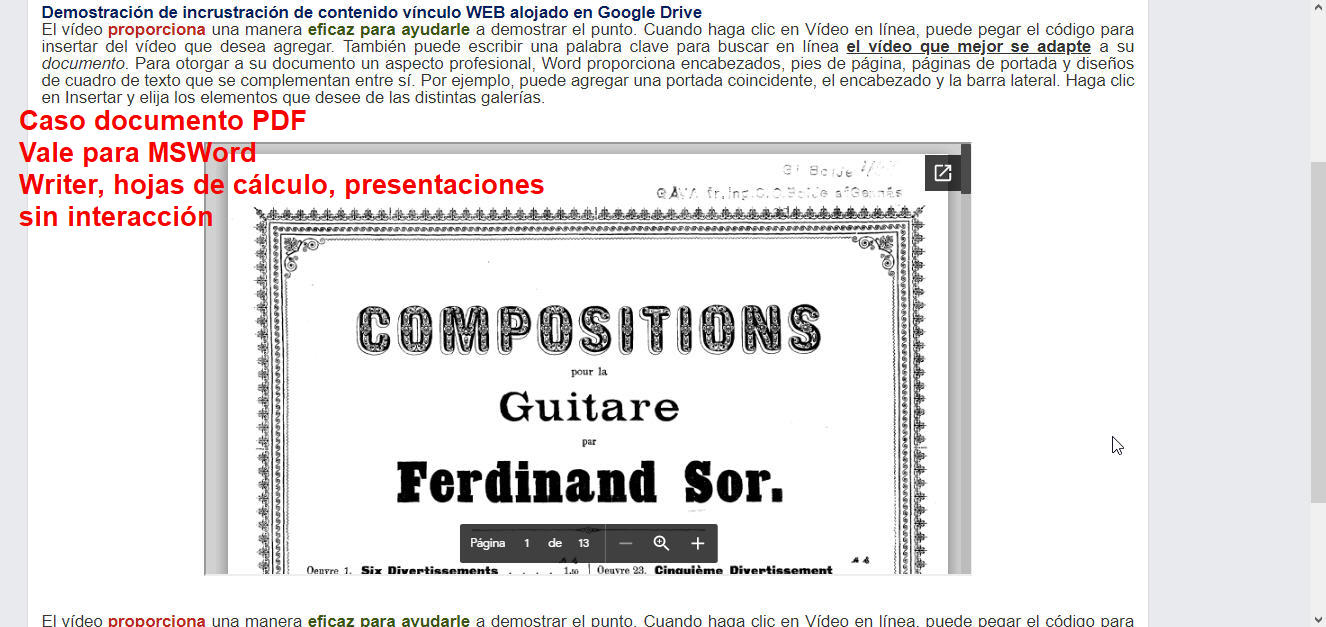 Demostración de incrustración de contenido vínculo WEB alojado en Google Drive
El vídeo proporciona una manera eficaz para ayudarle a demostrar el punto. Cuando haga clic en Vídeo en línea, puede pegar el código para
insertar del vídeo que desea agregar. También puede escribir una palabra clave para buscar en línea el vídeo que mejor se adapte a su
documento. Para otorgar a su documento un aspecto profesional, Word proporciona encabezados, pies de página, páginas de portada y diseños
de cuadro de texto que se complementan entre sí. Por ejemplo, puede agregar una portada coincidente, el encabezado y la barra lateral. Haga clic
en Insertar y elija los elementos que desee de las distintas galerías.
Caso documento PDF
Vale para MSWord
Writer, hojas de cálculo, presentaciones
sin interacción
COMPOSITIONS
pour la
Guitare
par
Ferdinand Sor.
Página 1 de 13
Oeuvre 1. Six Divertissements . . . . 1.50 Oeuvre 23. Cinquième Divertissement
El vídeo proporciona una manera eficaz para ayudarle a demostrar el punto. Cuando haga clic en Vídeo en línea, puede pegar el código para